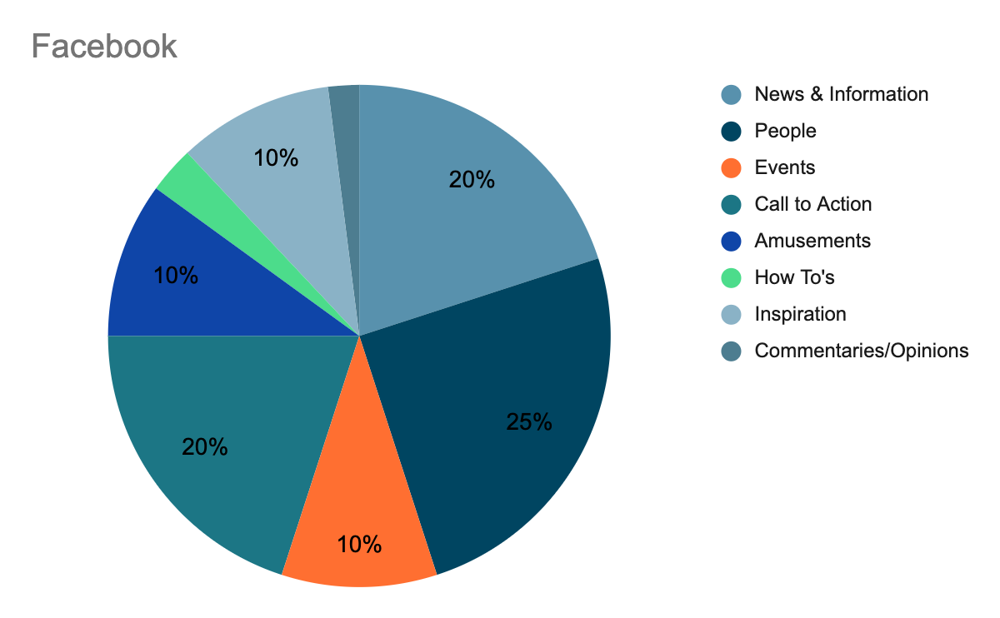 Facebook
10%
20%
10%
25%
20%
10%
News & Information
People
Events
Call to Action
Amusements
How To's
Inspiration
Commentaries/Opinions